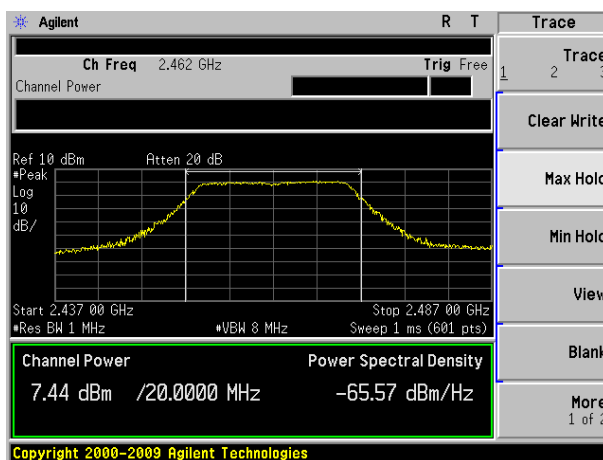 Agilent R T Trace
Ch Freq 2.462 GHz Trig Free
Channel Power
Trace
1 2 3
Clear Write
Max Hold
Min Hold
View
Blank
More
1 of 2
Ref 10 dBm Atten 20 dB
#Peak
Log
10
dB/
Start 2.437 00 GHz Stop 2.487 00 GHz
#Res BW 1 MHz #VBW 8 MHz Sweep 1 ms (601 pts)
Channel Power Power Spectral Density
7.44 dBm /20.0000 MHz -65.57 dBm/Hz
Copyright 2000-2009 Agilent Technologies